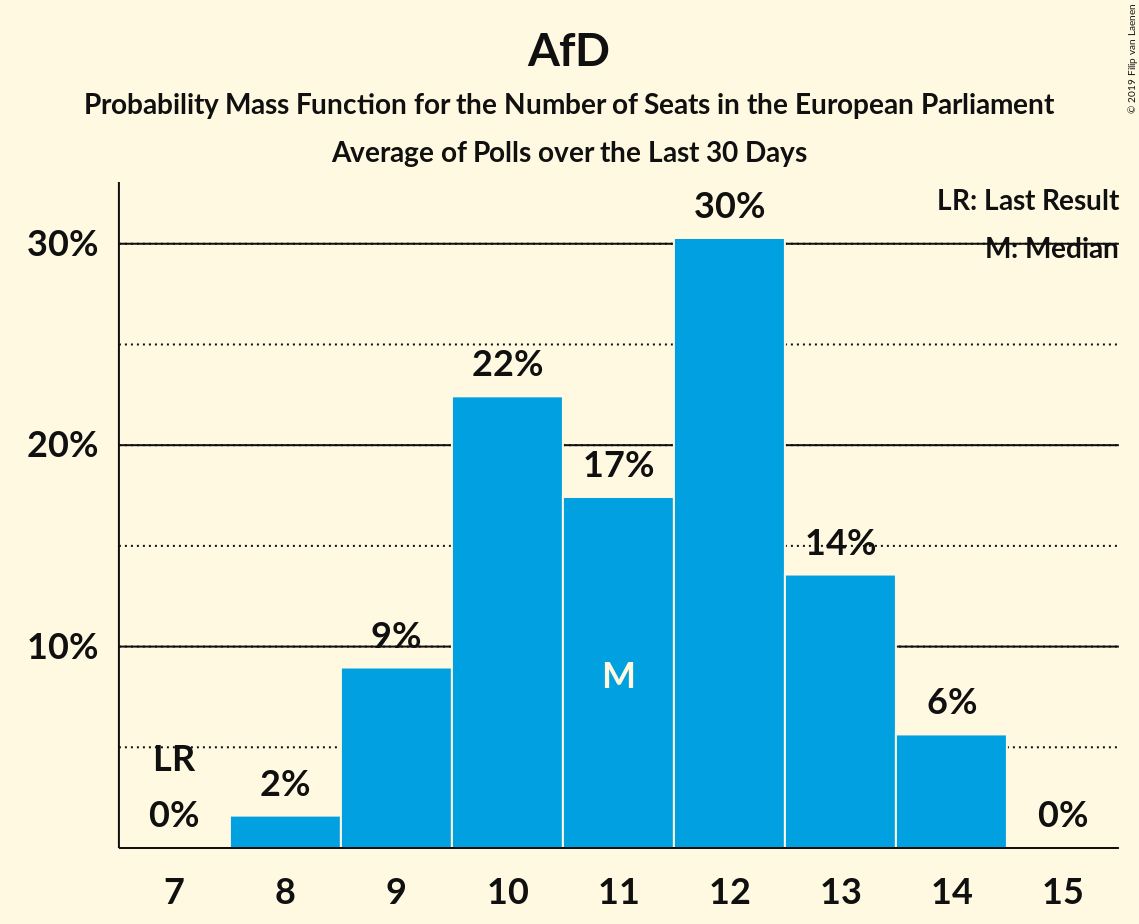 AfD
Probability Mass Function for the Number of Seats in the European Parliament
Average of Polls over the Last 30 Days
© 2019 Filip van Laenen
LR: Last Result
M: Median
30%
20%
10%
LR
0%
2%
9%
22%
17%
M
30%
14%
6%
0%
7 8 9 10 11 12 13 14 15